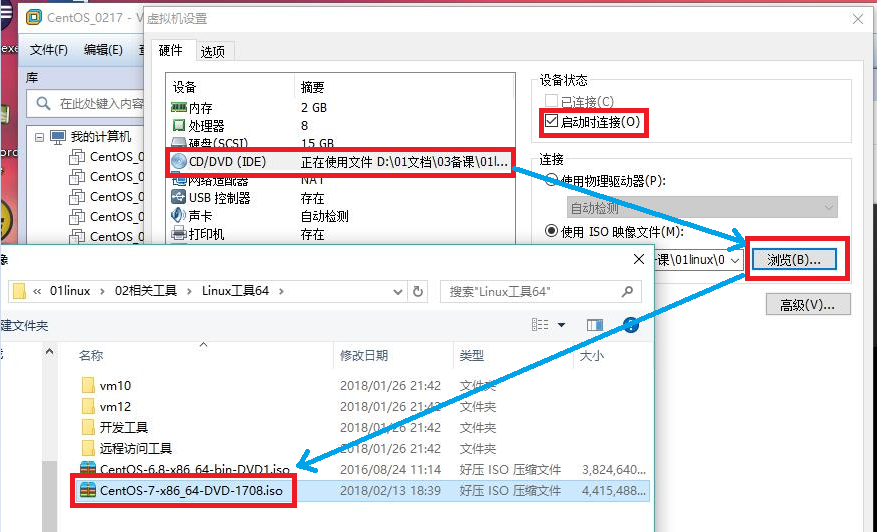 CentOS_0217 - V
虚拟机设置
文件(F) 编辑(E)
硬件 选项
库
在此处键入内容
我的电脑
CentOS_0
CentOS_0
CentOS_0
CentOS_0
CentOS_0
设备 摘要
内存 2 GB
处理器 8
硬盘(SCSI) 15 GB
CD/DVD (IDE) 正在使用文件 D:\01文档\03备课\01l...
网络适配器 NAT
USB 控制器 存在
声卡 自动检测
打印机 存在
设备状态
已连接(C)
启动时连接(O)
连接
使用物理驱动器(P):
自动检测
使用 ISO 映像文件(M):
课\01linux\0 浏览(B)...
高级(V)...
像
« 01linux › 02相关工具 › Linux工具64 ›
搜索"Linux工具64"
建文件夹
名称 修改日期 类型 大小
vm10 2018/01/26 21:42 文件夹
vm12 2018/01/26 21:42 文件夹
开发工具 2018/01/26 21:42 文件夹
远程访问工具 2018/01/26 21:42 文件夹
CentOS-6.8-x86_64-bin-DVD1.iso 2016/08/24 11:14 好压 ISO 压缩文件 3,824,640...
CentOS-7-x86_64-DVD-1708.iso 2018/02/13 18:39 好压 ISO 压缩文件 4,415,488...